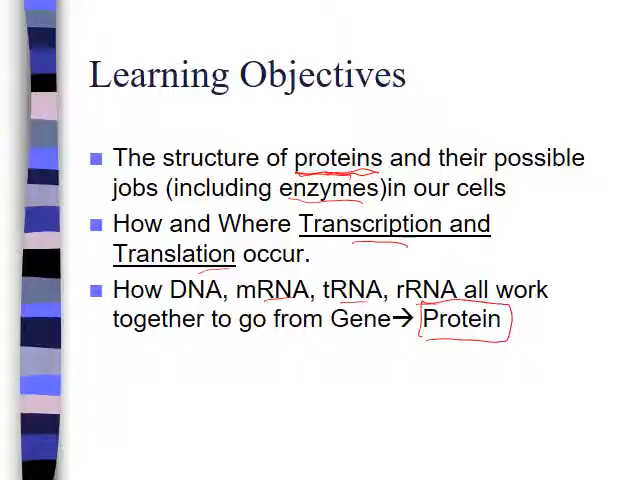 Learning Objectives
The structure of proteins and their possible
jobs (including enzymes)in our cells
How and Where Transcription and
Translation occur.
How DNA, mRNA, tRNA, rRNA all work
together to go from Gene→ Protein